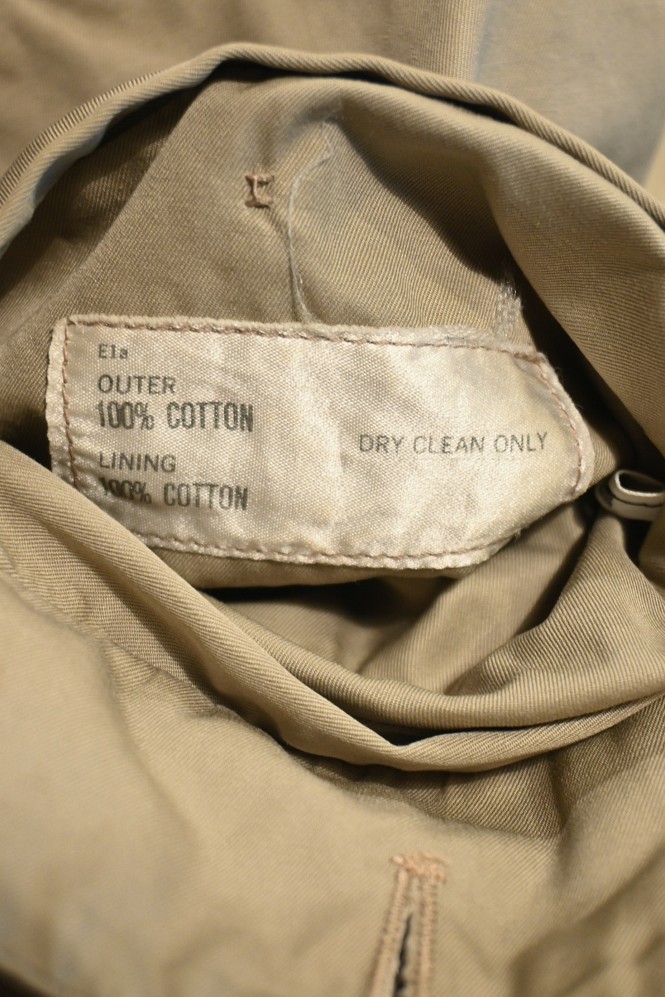 E1a
OUTER
100% COTTON
LINING
100% COTTON
DRY CLEAN ONLY